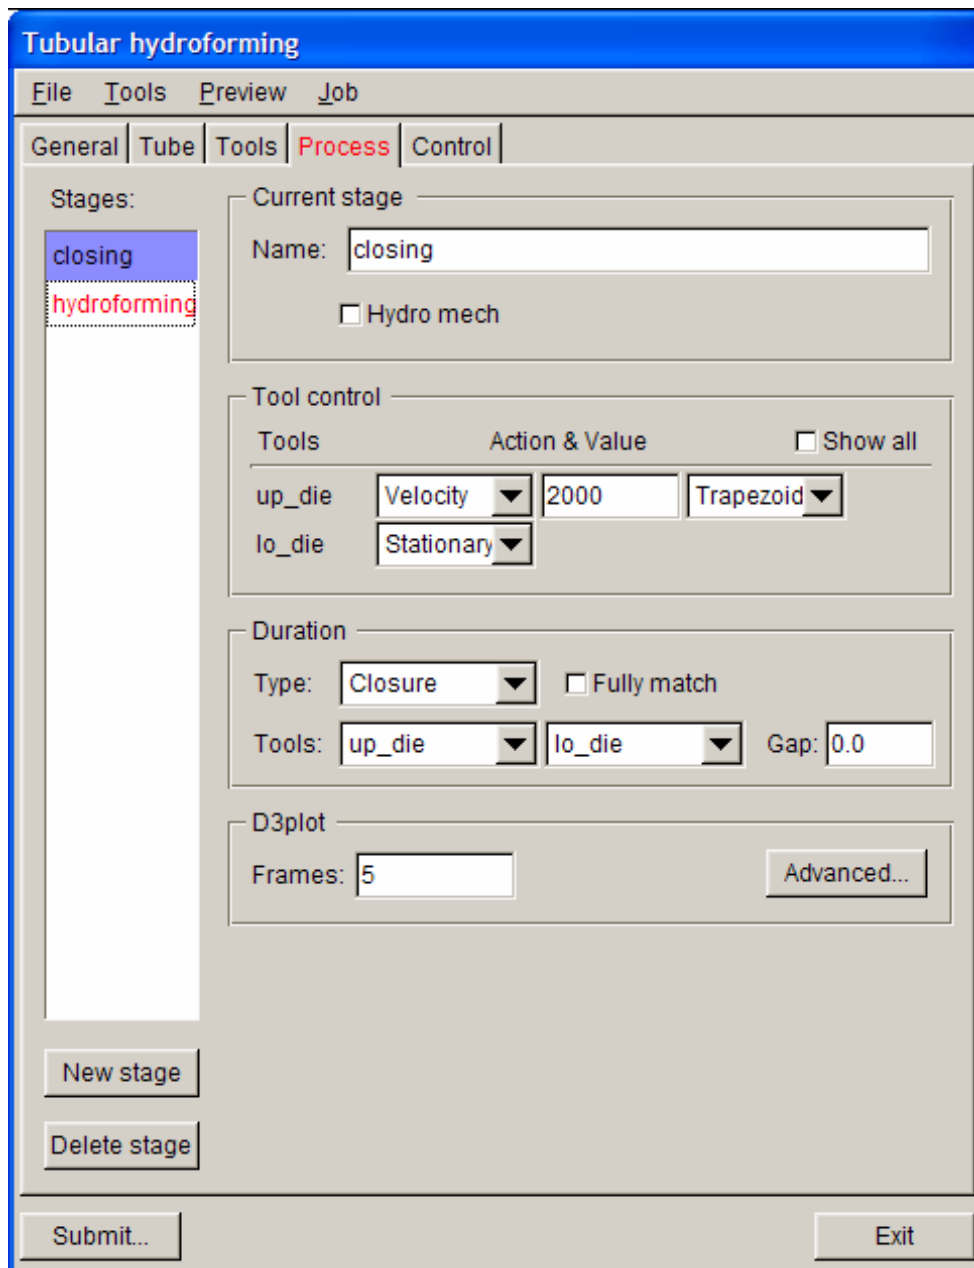 Tubular hydroforming
File Tools Preview Job
General Tube Tools Process Control
Stages:
closing
hydroforming
Current stage
Name: closing
Hydro mech
Tool control
Tools Action & Value Show all
up_die Velocity 2000 Trapezoid
lo_die Stationary
Duration
Type: Closure Fully match
Tools: up_die lo_die Gap: 0.0
D3plot
Frames: 5 Advanced...
New stage
Delete stage
Submit... Exit